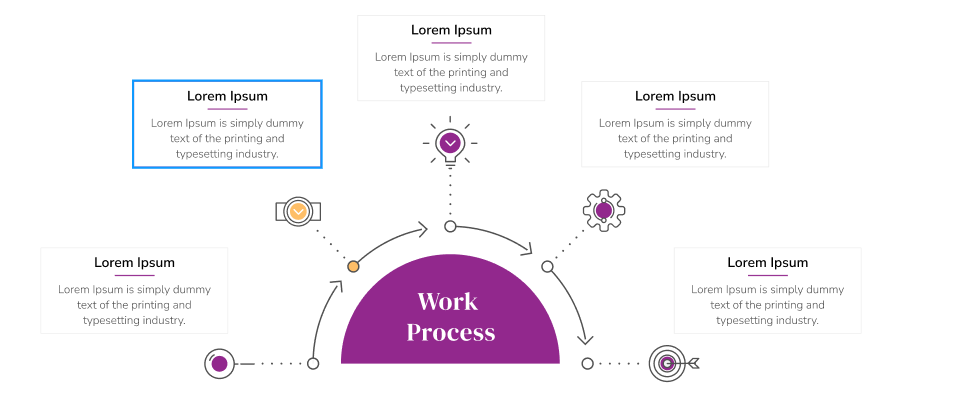 Lorem Ipsum
Lorem Ipsum is simply dummy
text of the printing and
typesetting industry.
Lorem Ipsum
Lorem Ipsum is simply dummy
text of the printing and
typesetting industry.
Lorem Ipsum
Lorem Ipsum is simply dummy
text of the printing and
typesetting industry.
Lorem Ipsum
Lorem Ipsum is simply dummy
text of the printing and
typesetting industry.
Lorem Ipsum
Lorem Ipsum is simply dummy
text of the printing and
typesetting industry.
Work
Process